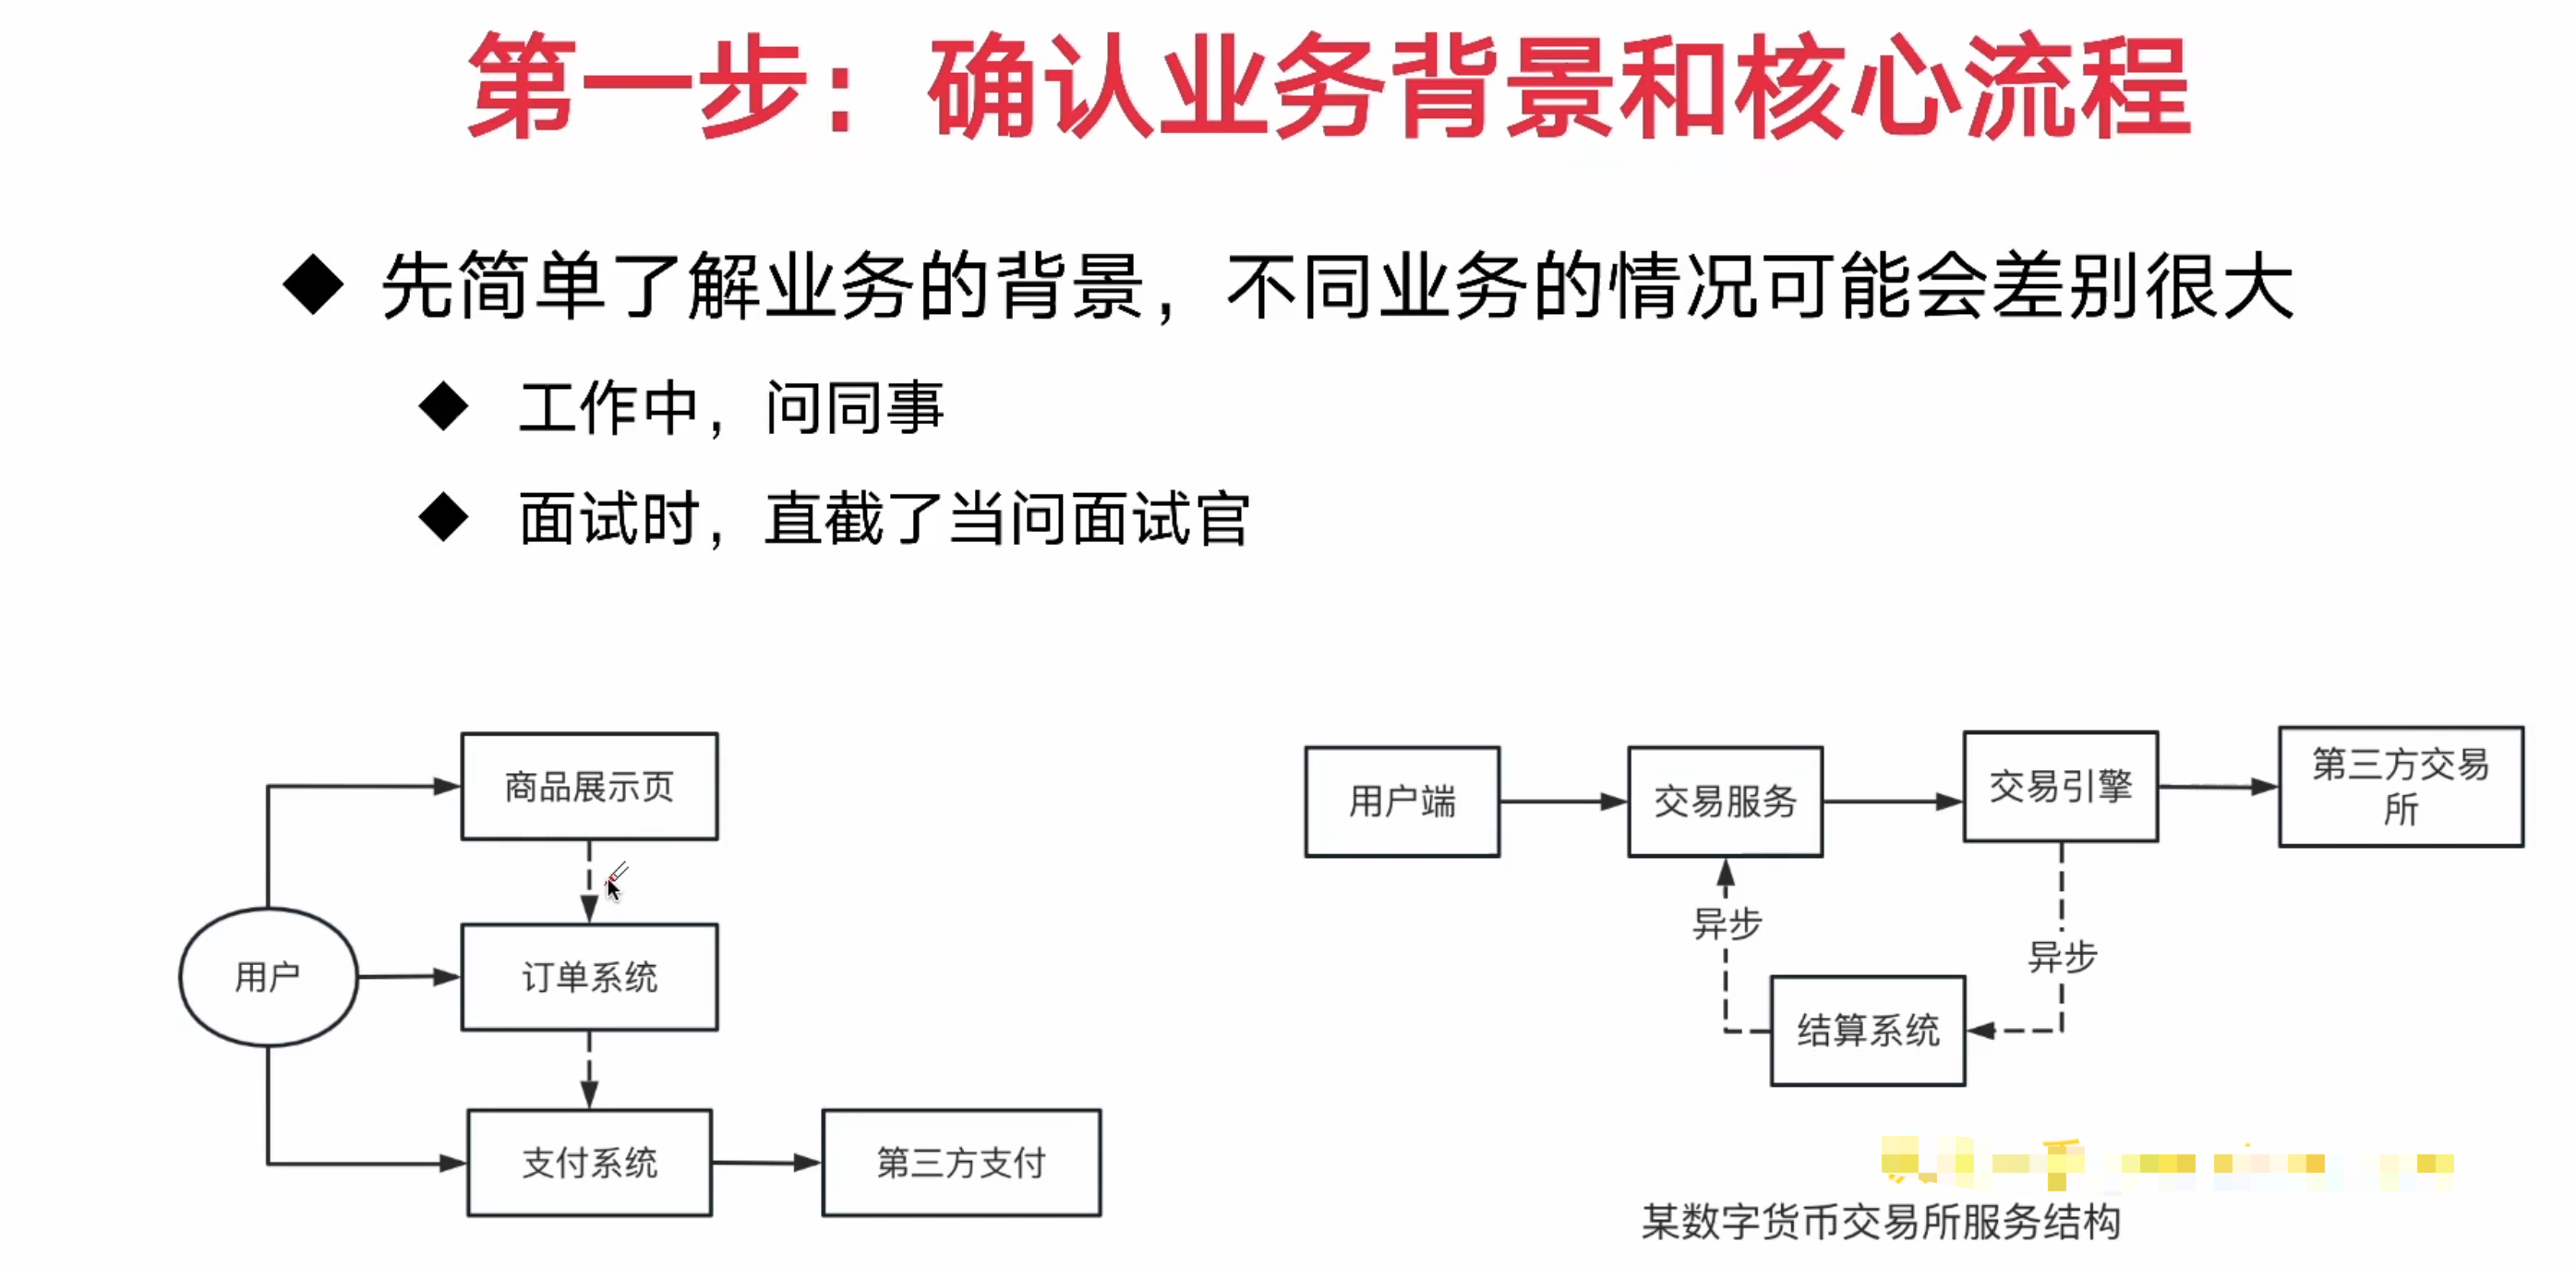 第一步：确认业务背景和核心流程
先简单了解业务的背景，不同业务的情况可能会差别很大
工作中，问同事
面试时，直截了当问面试官
商品展示页
用户
订单系统
支付系统
第三方支付
用户端
交易服务
交易引擎
第三方交易
所
异步
异步
结算系统
某数字货币交易所服务结构